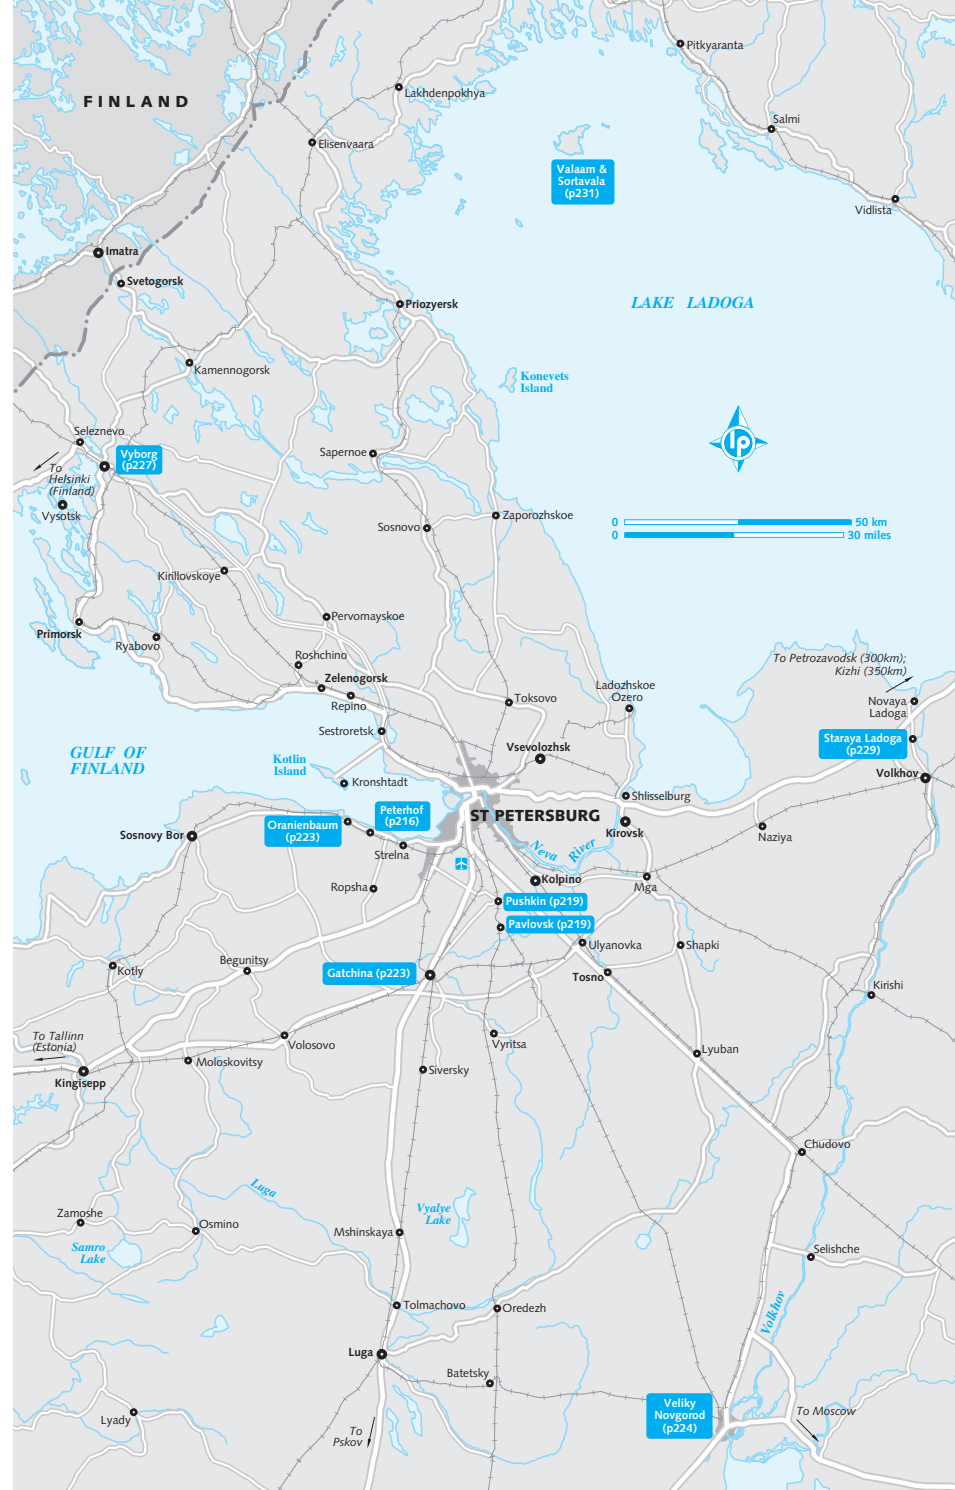 Pitkyaranta
Lakhdenpokhya
FINLAND
Salmi
Elisenvaara
Valaam &
Sortavala
(p231)
Vidlista
Imatra
Svetogorsk
Priozyersk
LAKE LADOGA
Kamennogorsk
Konevets
Island
lp
Seleznevo
Vyborg
(p227)
Sapernoe
To
Helsinki
(Finland)
Vysotsk
Zaporozhskoe
Sosnovo
0 50 km
0 30 miles
Kirillovskoye
Pervomayskoe
Primorsk
Ryabovo
Roshchino
To Petrozavodsk (300km);
Kizhi (350km)
Zelenogorsk
Repino
Ladozhskoe
Ozero
Toksovo
Novaya
Ladoga
Sestroretsk
Staraya Ladoga
(p229)
GULF OF
FINLAND
Vsevolozhsk
Kotlin
Island
Volkhov
Kronshtadt
Shlisselburg
Peterhof
(p216)
ST PETERSBURG
Oranienbaum
(p223)
Sosnovy Bor
Kirovsk
Naziya
Strelna
Neva River
Ropsha
Kolpino
Mga
Pushkin (p219)
Pavlovsk (p219)
Ulyanovka
Shapki
Begunitsy
Kotly
Gatchina (p223)
Tosno
Kirishi
To Tallinn
(Estonia)
Volosovo
Vyritsa
Lyuban
Moloskovitsy
Siversky
Kingisepp
Chudovo
Luga
Zamoshe
Osmino
Vyalye
Lake
Mshinskaya
Samro
Lake
Selishche
Tolmachovo
Oredezh
Volkhov
Luga
Batetsky
Veliky
Novgorod
(p224)
To Moscow
Lyady
To
Pskov